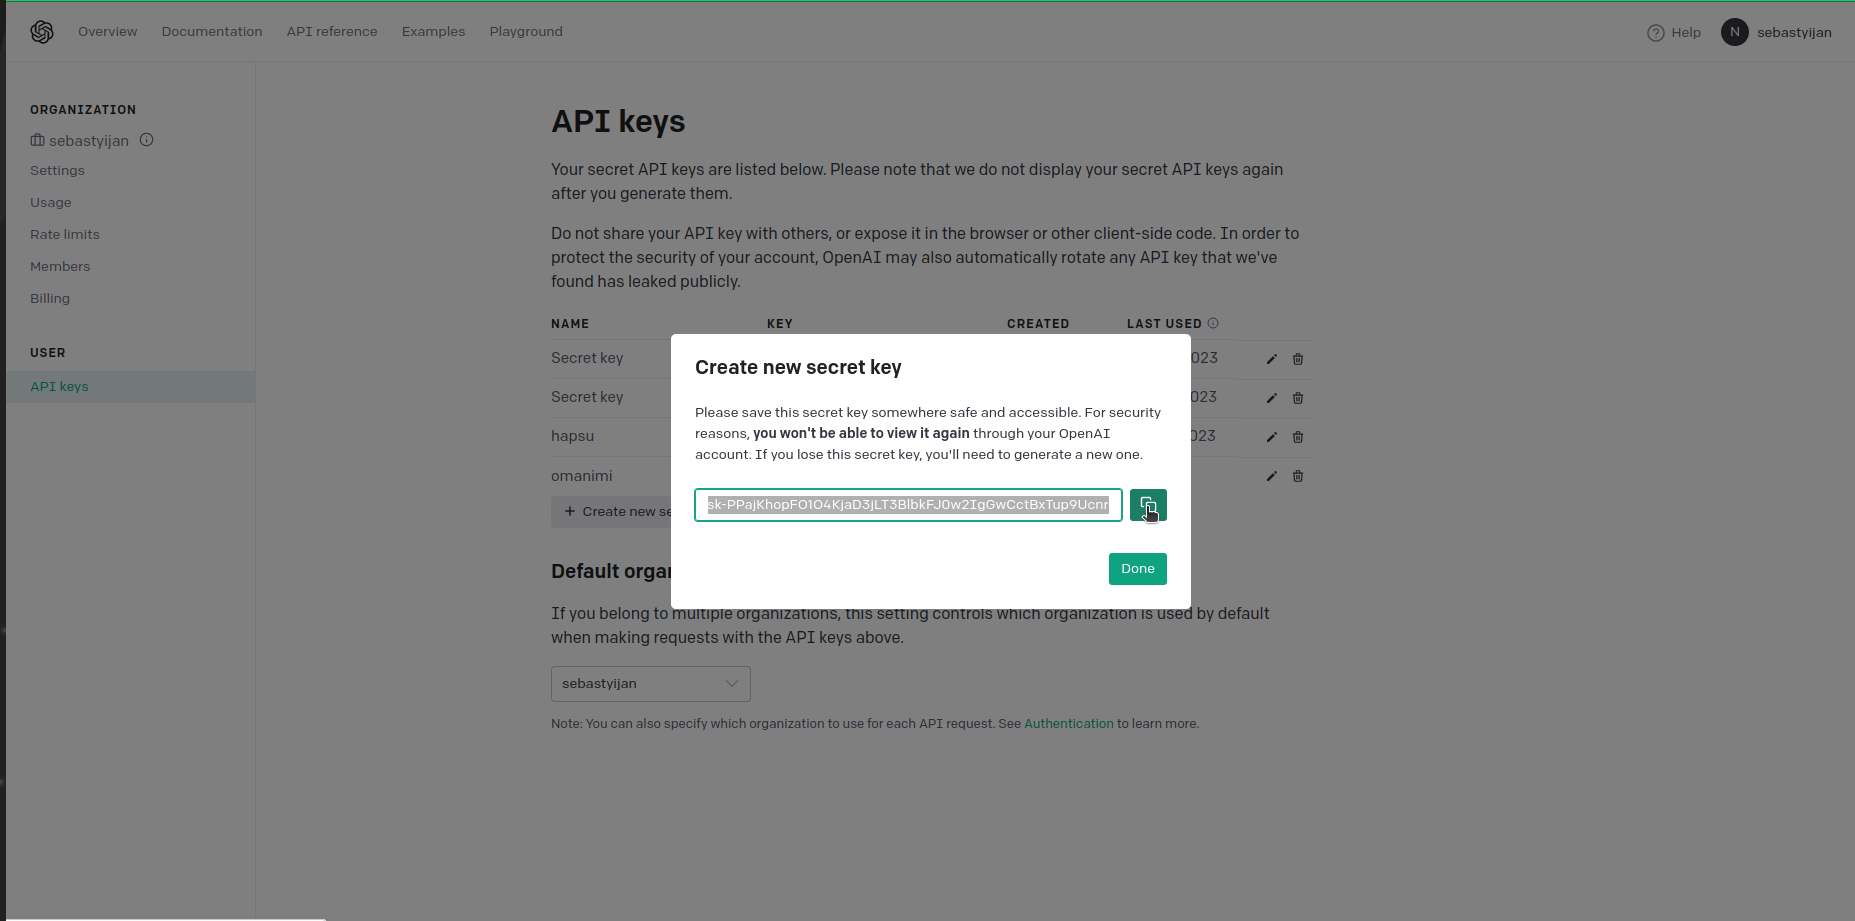 Overview Documentation API reference Examples Playground Help N sebastyijan
ORGANIZATION
sebastyijan
Settings
Usage
Rate limits
Members
Billing
USER
API keys
API keys
Your secret API keys are listed below. Please note that we do not display your secret API keys again
after you generate them.
Do not share your API key with others, or expose it in the browser or other client-side code. In order to
protect the security of your account, OpenAI may also automatically rotate any API key that we've
found has leaked publicly.
NAME KEY CREATED LAST USED
Secret key 023
Secret key 023
hapsu 023
omanimi
+ Create new se
Create new secret key
Please save this secret key somewhere safe and accessible. For security
reasons, you won't be able to view it again through your OpenAI
account. If you lose this secret key, you'll need to generate a new one.
Done
Default orga
If you belong to multiple organizations, this setting controls which organization is used by default
when making requests with the API keys above.
sebastyijan
Note: You can also specify which organization to use for each API request. See Authentication to learn more.